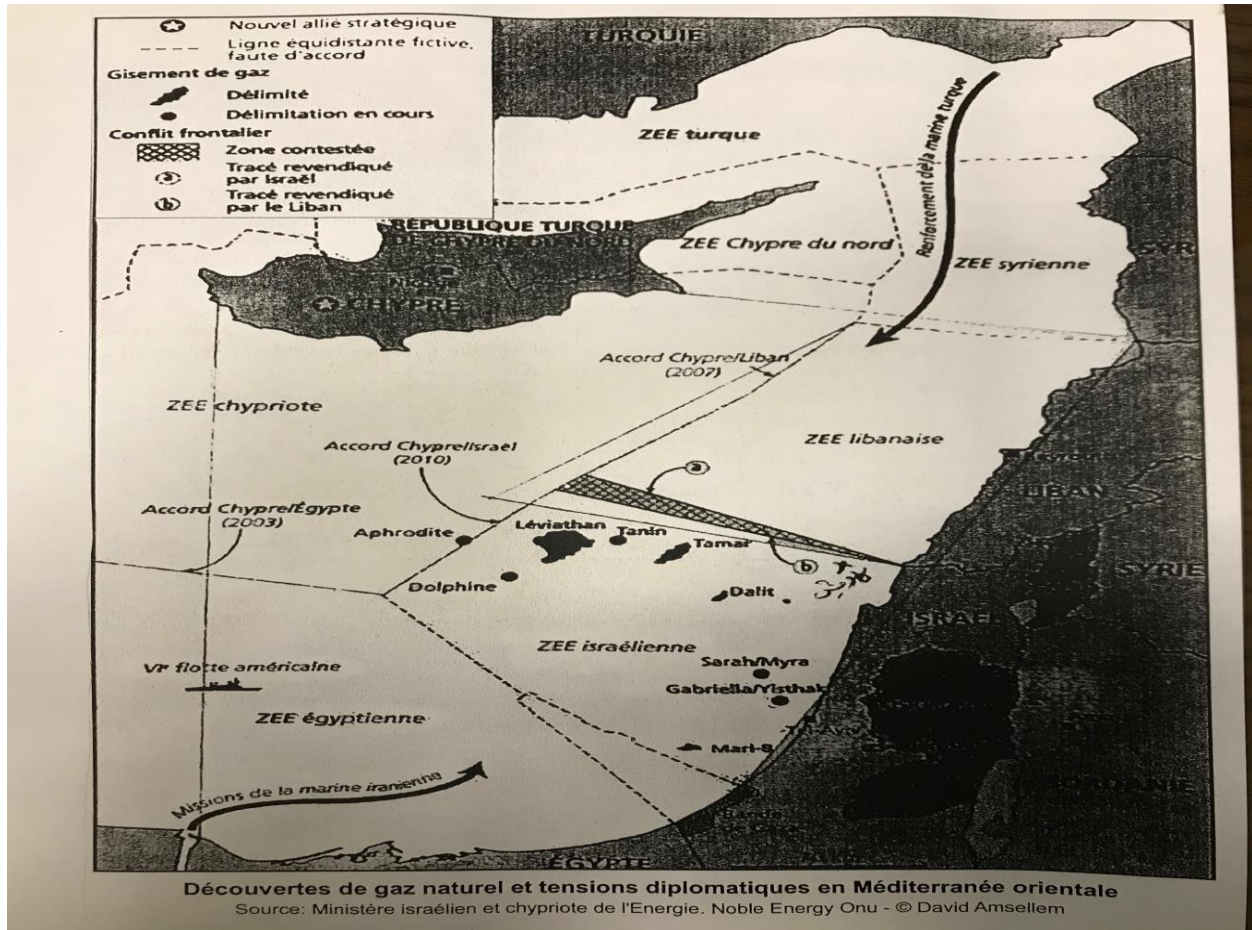 Nouvel allié stratégique
Ligne équidistante fictive,
faute d'accord
Gisement de gaz
Délimité
Délimitation en cours
Conflit frontalier
Zone contestée
a
Tracé revendiqué
par Israël
b
Tracé revendiqué
par le Liban
TURQUIE
ZEE turque
Renforcement de la marine turque
RÉPUBLIQUE TURQUE
DE CHYPRE DU NORD
ZEE Chypre du nord
ZEE syrienne
SYR
CHYPRE
Accord Chypre/Liban
(2007)
ZEE chypriote
ZEE libanaise
Accord Chypre/Israël
(2010)
a
LIBAN
Accord Chypre/Égypte
(2003)
Aphrodite
Léviathan
Tanin
Tamar
b
SYRIE
Dolphine
Dalit
ISRAËL
ZEE israélienne
Sarah/Myra
VIe flotte américaine
Gabriella/Yisthak
ZEE égyptienne
Tel-Aviv
Mari-B
Missions de la marine iranienne
ÉGYPTE
Découvertes de gaz naturel et tensions diplomatiques en Méditerranée orientale
Source: Ministère israélien et chypriote de l'Energie. Noble Energy Onu - © David Amsellem